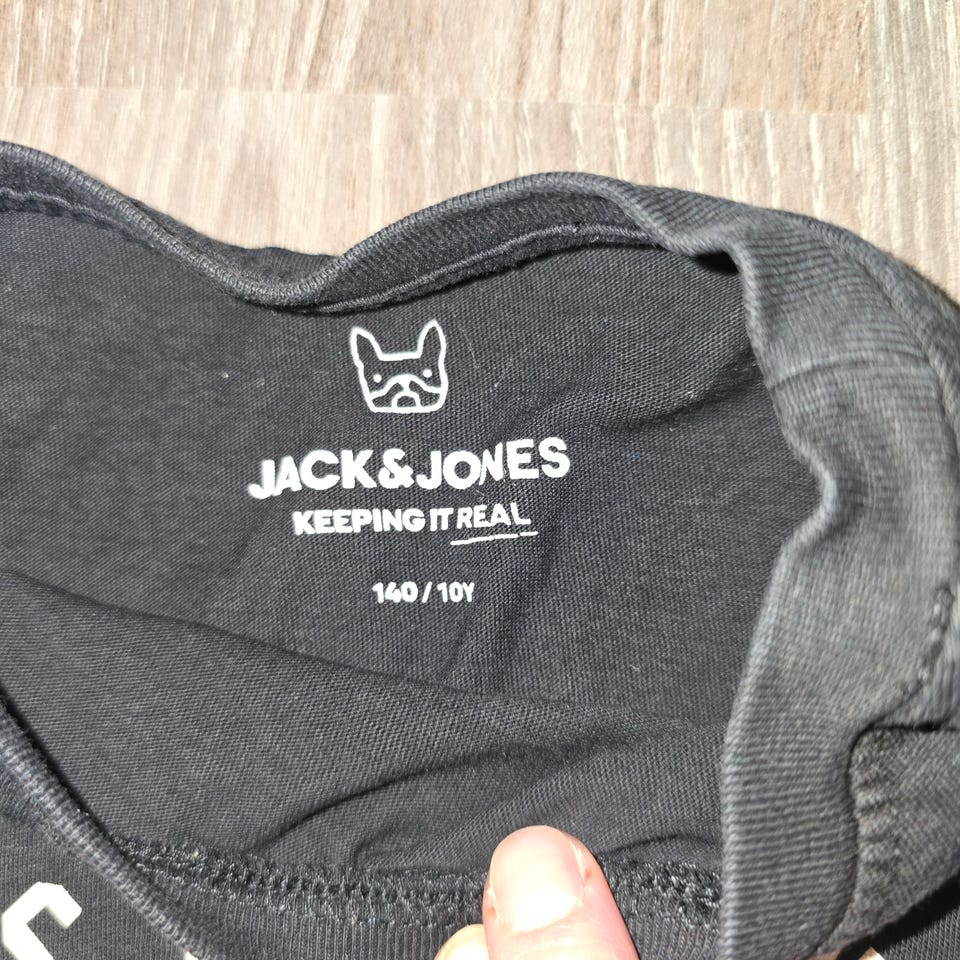 JACK&JONES
KEEPING IT REAL
140 / 10Y
S